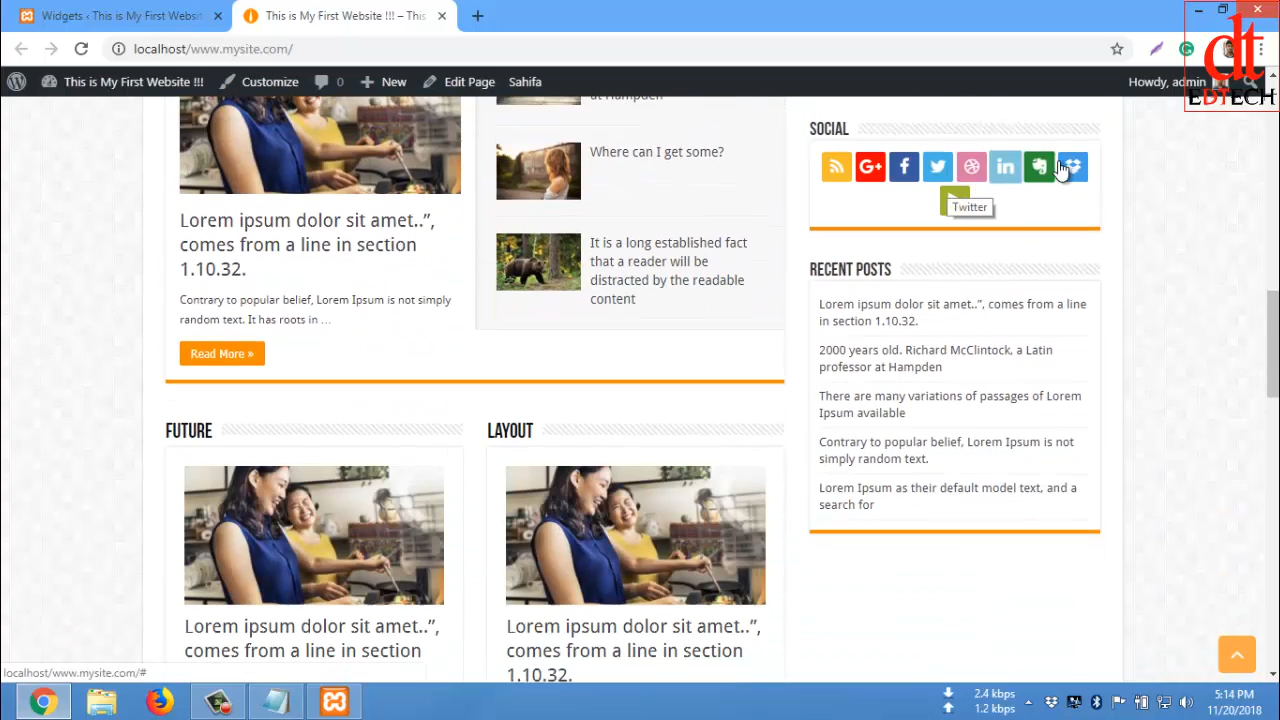 Widgets ‹ This is My First Websit
This is My First Website !!! – This
localhost/www.mysite.com/
dt
EDTECH
This is My First Website !!!
Customize
0
New
Edit Page
Sahifa
Howdy, admin
at Hampden
Where can I get some?
It is a long established fact
that a reader will be
distracted by the readable
content
Lorem ipsum dolor sit amet..”,
comes from a line in section
1.10.32.
Contrary to popular belief, Lorem Ipsum is not simply
random text. It has roots in …
Read More »
SOCIAL
G+
f
in
Twitter
RECENT POSTS
Lorem ipsum dolor sit amet..”, comes from a line
in section 1.10.32.
2000 years old. Richard McClintock, a Latin
professor at Hampden
There are many variations of passages of Lorem
Ipsum available
Contrary to popular belief, Lorem Ipsum is not
simply random text.
Lorem Ipsum as their default model text, and a
search for
FUTURE
Lorem ipsum dolor sit amet..”,
comes from a line in section
LAYOUT
Lorem ipsum dolor sit amet..”,
comes from a line in section
1.10.32.
localhost/www.mysite.com/#
2.4 kbps
1.2 kbps
5:14 PM
11/20/2018